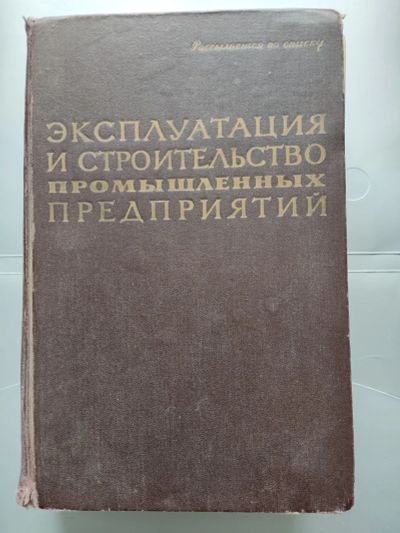 Рассылается по списку
ЭКСПЛУАТАЦИЯ
И СТРОИТЕЛЬСТВО
ПРОМЫШЛЕННЫХ
ПРЕДПРИЯТИЙ